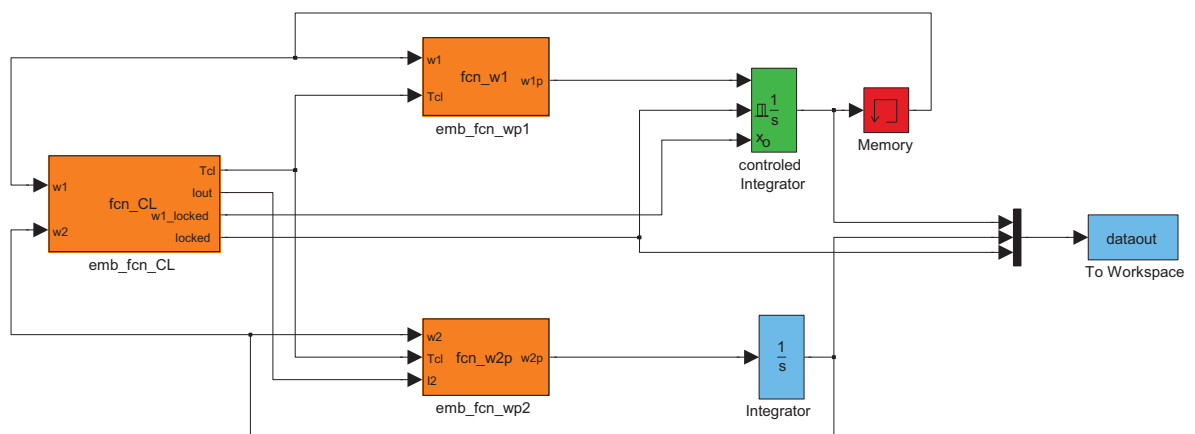 w1
Tcl
fcn_w1
w1p
emb_fcn_wp1
1
s
x
o
controled
Integrator
Memory
w1
w2
fcn_CL
Tcl
Iout
w1_locked
locked
emb_fcn_CL
dataout
To Workspace
w2
Tcl
I2
fcn_w2p
w2p
emb_fcn_wp2
1
s
Integrator